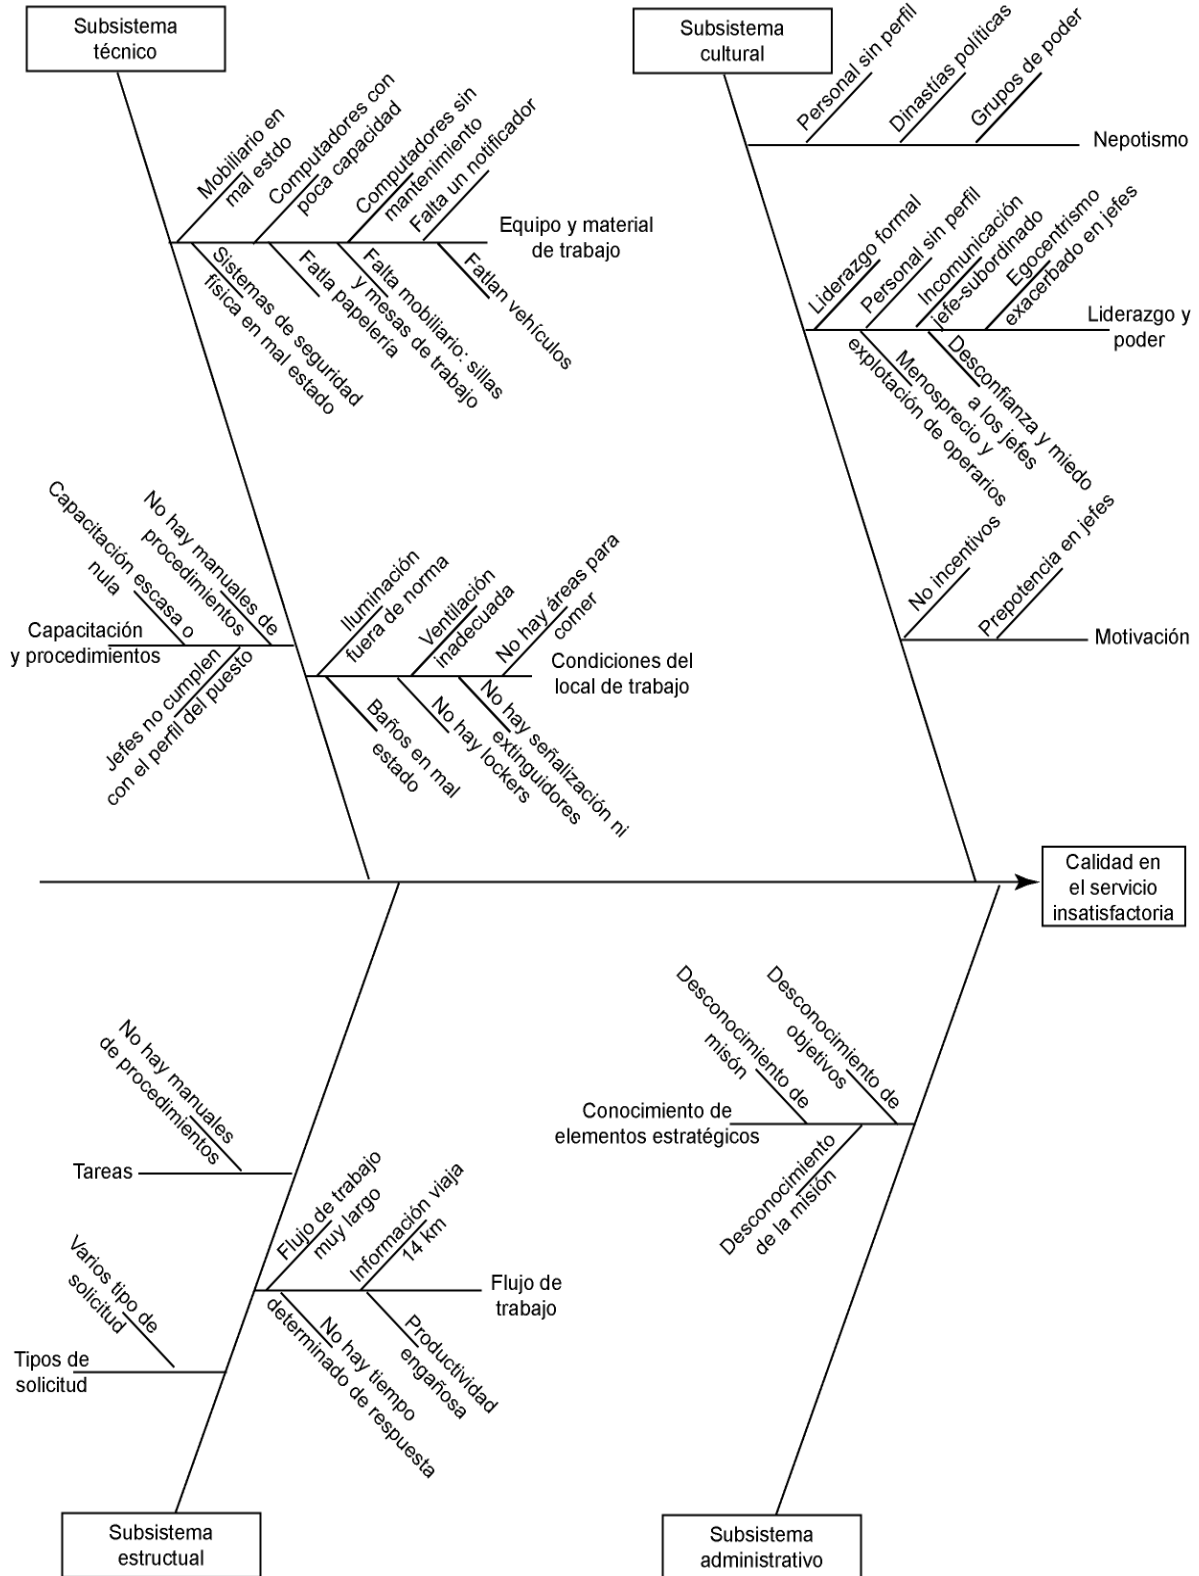 Subsistema
técnico
Mobiliario en
mal estdo
Computadores con
poca capacidad
Computadores sin
mantenimiento
Falta un notificador
Equipo y material
de trabajo
Sistemas de seguridad
física en mal estado
Fatla papelería
Falta mobiliario: sillas
y mesas de trabajo
Fatlan vehículos
Capacitación escasa o
nula
No hay manuales de
procedimientos
Capacitación
y procedimientos
Jefes no cumplen
con el perfil del puesto
Iluminación
fuera de norma
Ventilación
inadecuada
No hay áreas para
comer
Condiciones del
local de trabajo
Baños en mal
estado
No hay lockers
No hay señalización ni
extinguidores
Subsistema
cultural
Personal sin perfil
Dinastías políticas
Grupos de poder
Nepotismo
Liderazgo formal
Personal sin perfil
Incomunicación
jefe-subordinado
Egocentrismo
exacerbado en jefes
Liderazgo y
poder
Menosprecio y
explotación de operarios
Desconfianza y miedo
a los jefes
No incentivos
Prepotencia en jefes
Motivación
Calidad en
el servicio
insatisfactoria
No hay manuales
de procedimientos
Tareas
Varios tipo de
solicitud
Tipos de
solicitud
Flujo de trabajo
muy largo
Información viaja
14 km
Flujo de
trabajo
No hay tiempo
determinado de respuesta
Productividad
engañosa
Subsistema
estructual
Desconocimiento de
misón
Desconocimiento de
objetivos
Conocimiento de
elementos estratégicos
Desconocimiento
de la misión
Subsistema
administrativo